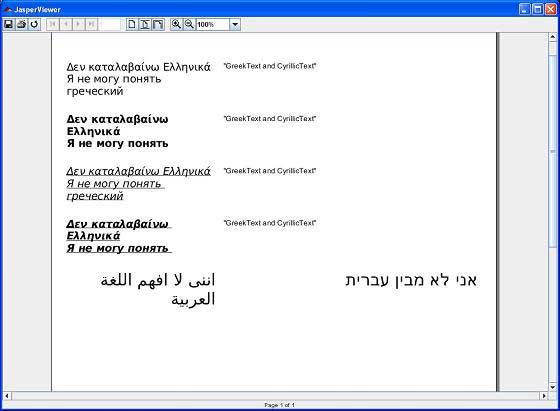 JasperViewer
100%
Δεν καταλαβαίνω Ελληνικά
Я не могу понять
греческий
"GreekText and CyrillicText"
Δεν καταλαβαίνω
Ελληνικά
Я не могу понять
"GreekText and CyrillicText"
Δεν καταλαβαίνω Ελληνικά
Я не могу понять
греческий
"GreekText and CyrillicText"
Δεν καταλαβαίνω
Ελληνικά
Я не могу понять
"GreekText and CyrillicText"
اننى لا افهم اللغة
العربية
אני לא מבין עברית
Page 1 of 1